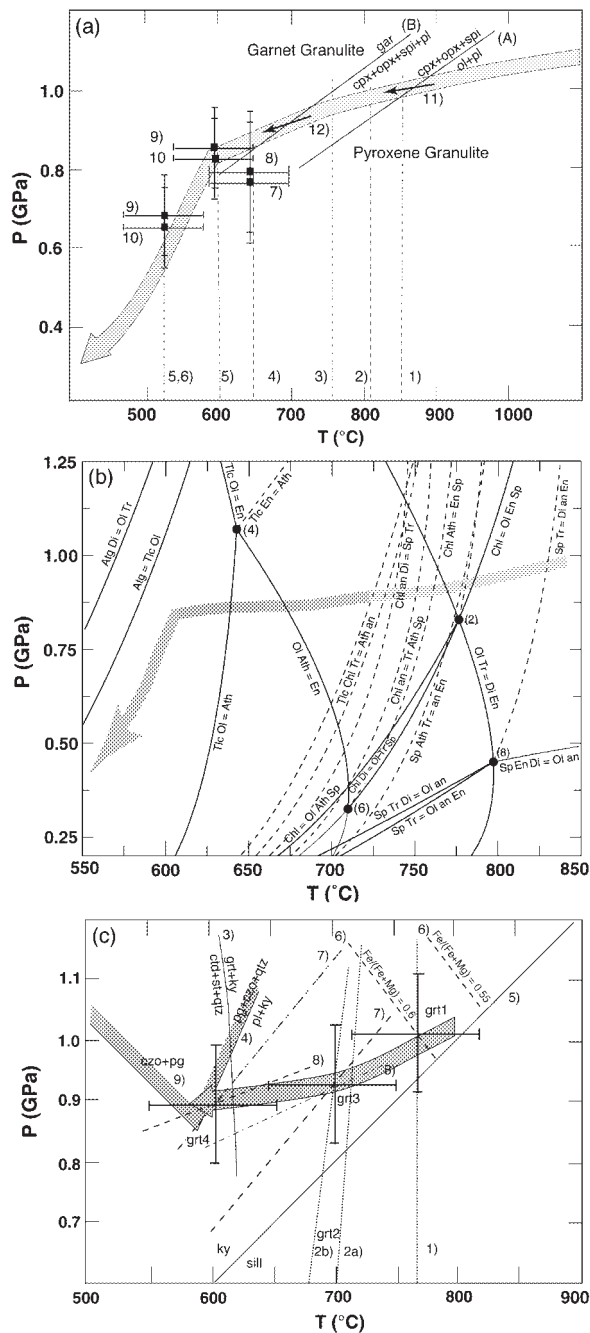 (a)
(B)
(A)
Garnet Granulite
gar
cpx+opx+spl+pl
cpx+opx+spl
ol+pl
Pyroxene Granulite
11)
12)
9)
10
8)
7)
9)
10)
5,6)
5)
4)
3)
2)
1)
1.0
0.8
0.6
0.4
P (GPa)
500
600
700
800
900
1000
T (°C)
(b)
Atg Di = Ol Tr
Atg = Tlc Ol
Tlc Ol = En
Tlc En = Ath
(4)
Tlc Ol = Ath
Ol Ath = En
Tlc Chl Tr = Ath an
Chl an Di = Sp Tr
Chl an = Tr Ath Sp
Chl Ath = En Sp
Chl = Ol En Sp
Sp Tr = Di an En
(2)
Ol Tr = Di En
Sp Ath Tr = an En
Chl Di = Ol Tr Sp
Chl = Ol Ath Sp
(6)
(8)
Sp En Di = Ol an
Sp Tr Di = Ol an
Sp Tr = Ol an En
1.25
1.00
0.75
0.50
0.25
P (GPa)
550
600
650
700
750
800
850
T (°C)
(c)
3)
grt+ky
ctd+st+qtz
pg+czo+qtz
pl+ky
4)
7)
6)
Fe/(Fe+Mg) = 0.6
6)
Fe/(Fe+Mg) = 0.55
5)
grt1
7)
8)
8)
grt3
czo+pg
9)
grt4
grt2
2b)
2a)
1)
ky
sill
1.1
1.0
0.9
0.8
0.7
P (GPa)
500
600
700
800
900
T (°C)